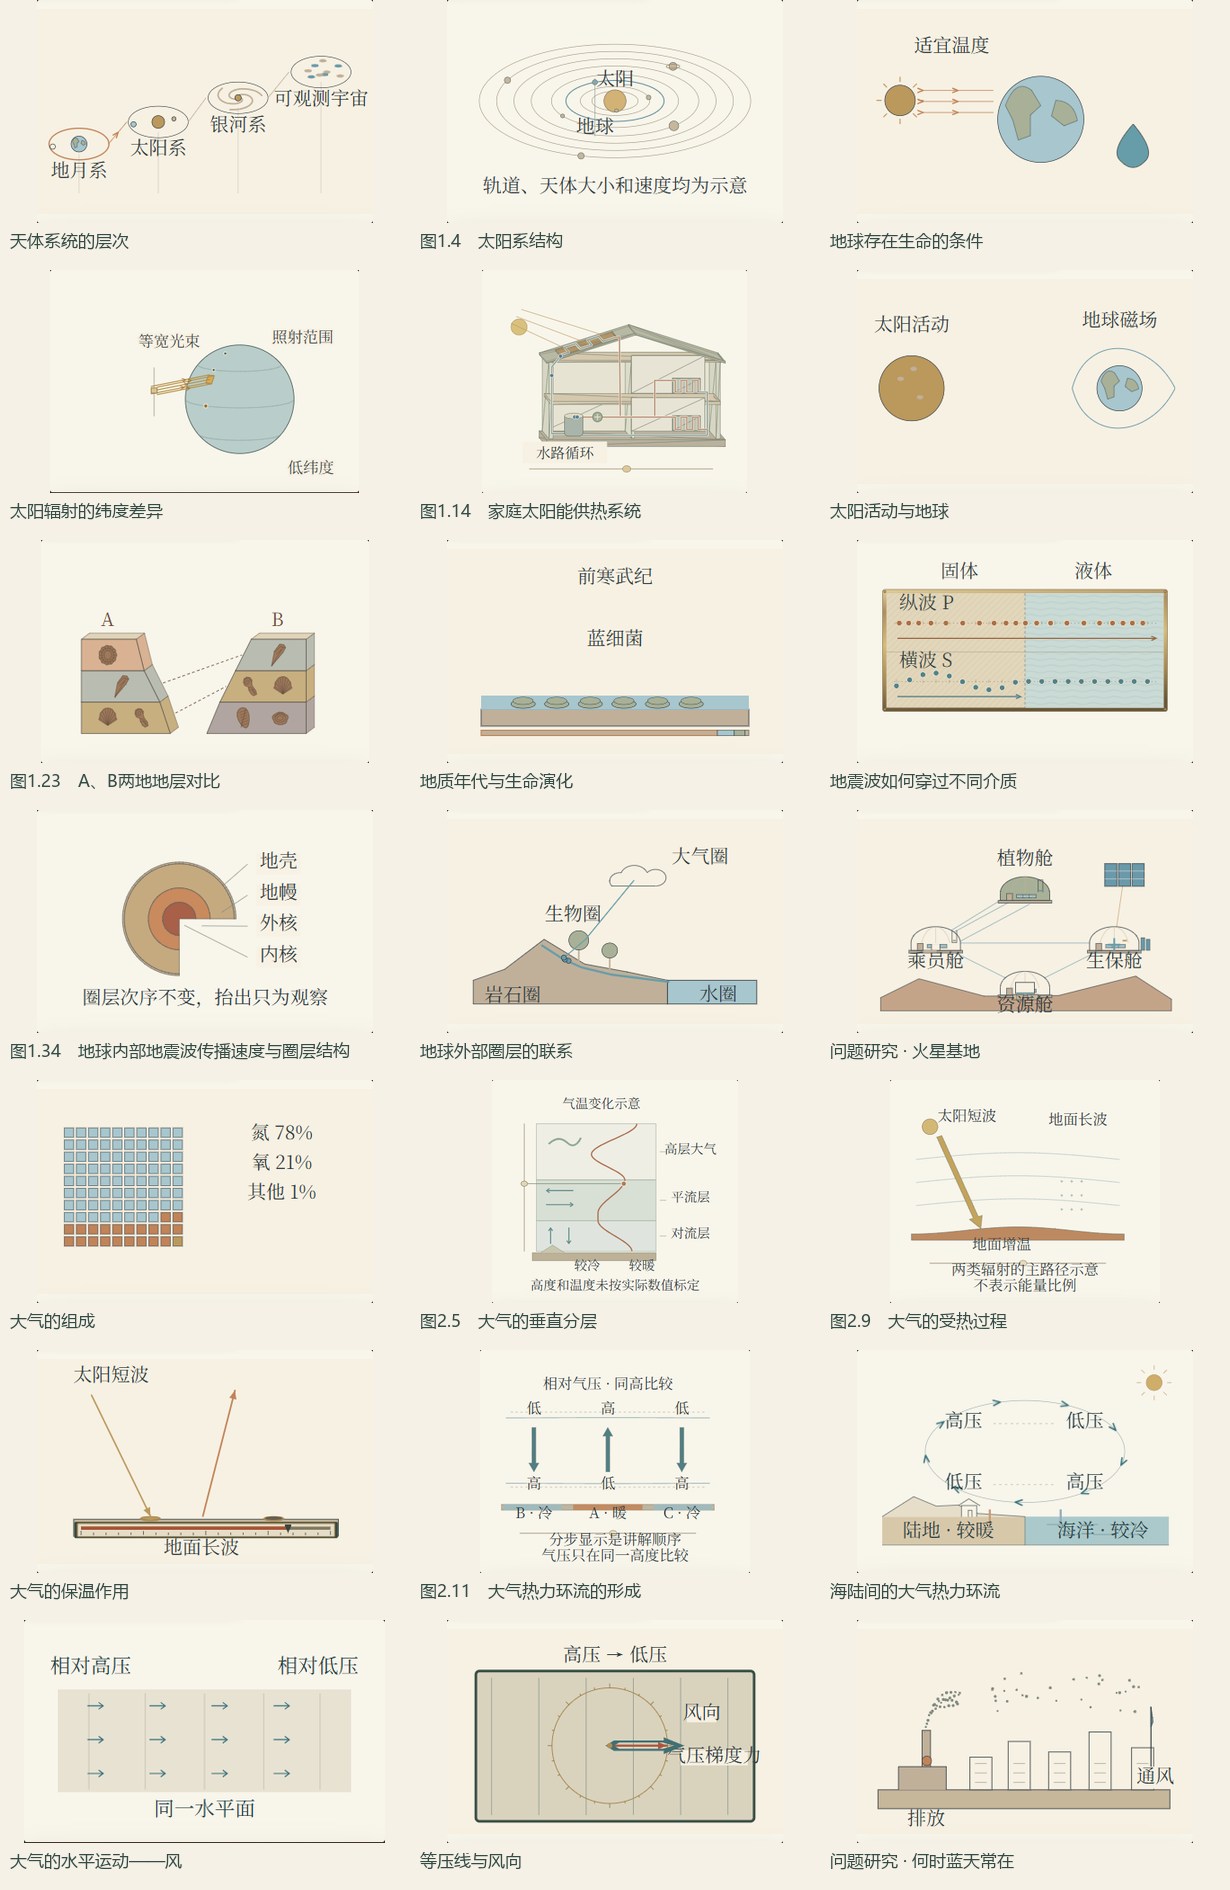 可观测宇宙
银河系
太阳系
地月系
天体系统的层次
太阳
地球
轨道、天体大小和速度均为示意
图1.4 太阳系结构
适宜温度
地球存在生命的条件
等宽光束
照射范围
低纬度
太阳辐射的纬度差异
水路循环
图1.14 家庭太阳能供热系统
太阳活动
地球磁场
太阳活动与地球
A
B
图1.23 A、B两地地层对比
前寒武纪
蓝细菌
地质年代与生命演化
固体
液体
纵波 P
横波 S
地震波如何穿过不同介质
地壳
地幔
外核
内核
圈层次序不变，抬出只为观察
图1.34 地球内部地震波传播速度与圈层结构
大气圈
生物圈
岩石圈
水圈
地球外部圈层的联系
植物舱
乘员舱
生保舱
资源舱
问题研究 · 火星基地
氮 78%
氧 21%
其他 1%
大气的组成
气温变化示意
高层大气
平流层
对流层
较冷
较暖
高度和温度未按实际数值标定
图2.5 大气的垂直分层
太阳短波
地面长波
地面增温
两类辐射的主路径示意
不表示能量比例
图2.9 大气的受热过程
太阳短波
地面长波
大气的保温作用
相对气压 · 同高比较
低
高
低
高
低
高
B · 冷
A · 暖
C · 冷
分步显示是讲解顺序
气压只在同一高度比较
图2.11 大气热力环流的形成
高压
低压
低压
高压
陆地 · 较暖
海洋 · 较冷
海陆间的大气热力环流
相对高压
相对低压
同一水平面
大气的水平运动——风
高压 → 低压
风向
气压梯度力
等压线与风向
通风
排放
问题研究 · 何时蓝天常在